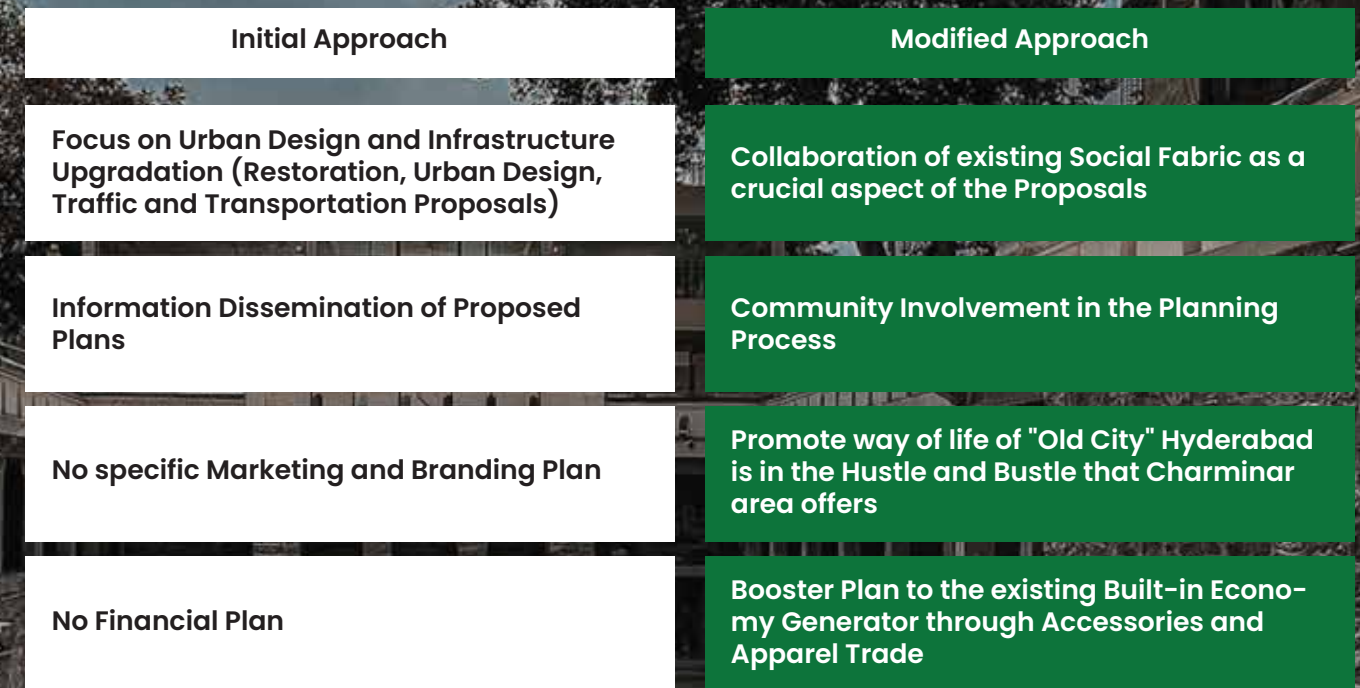 Initial Approach
Modified Approach
Focus on Urban Design and Infrastructure
Upgradation (Restoration, Urban Design,
Traffic and Transportation Proposals)
Collaboration of existing Social Fabric as a
crucial aspect of the Proposals
Information Dissemination of Proposed
Plans
Community Involvement in the Planning
Process
No specific Marketing and Branding Plan
Promote way of life of "Old City" Hyderabad
is in the Hustle and Bustle that Charminar
area offers
No Financial Plan
Booster Plan to the existing Built-in Econo-
my Generator through Accessories and
Apparel Trade